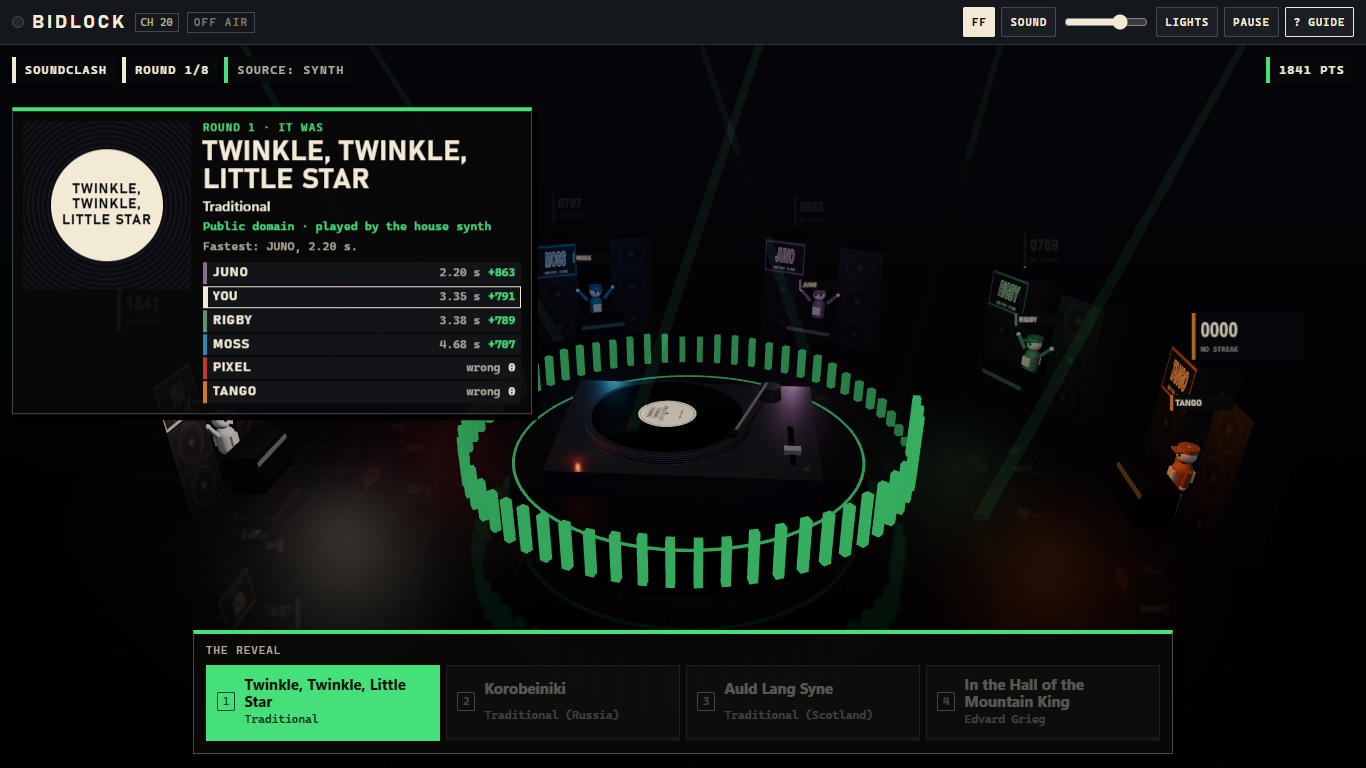 BIDLOCK CH 20 OFF AIR FF SOUND LIGHTS PAUSE ? GUIDE
SOUNDCLASH ROUND 1/8 SOURCE: SYNTH 1841 PTS
ROUND 1 · IT WAS
TWINKLE, TWINKLE,
LITTLE STAR
TWINKLE,
TWINKLE,
LITTLE STAR
Traditional
Public domain · played by the house synth
Fastest: JUNO, 2.20 s.
JUNO 2.20 s +863
YOU 3.35 s +791
RIGBY 3.38 s +789
MOSS 4.68 s +707
PIXEL wrong 0
TANGO wrong 0
1841
0707
0863
0789
0000
NO STREAK
MOSS
MOSS
JUNO
JUNO
RIGBY
RIGBY
TANGO
TANGO
THE REVEAL
1 Twinkle, Twinkle, Little
Star
Traditional
2 Korobeiniki
Traditional (Russia)
3 Auld Lang Syne
Traditional (Scotland)
4 In the Hall of the
Mountain King
Edvard Grieg